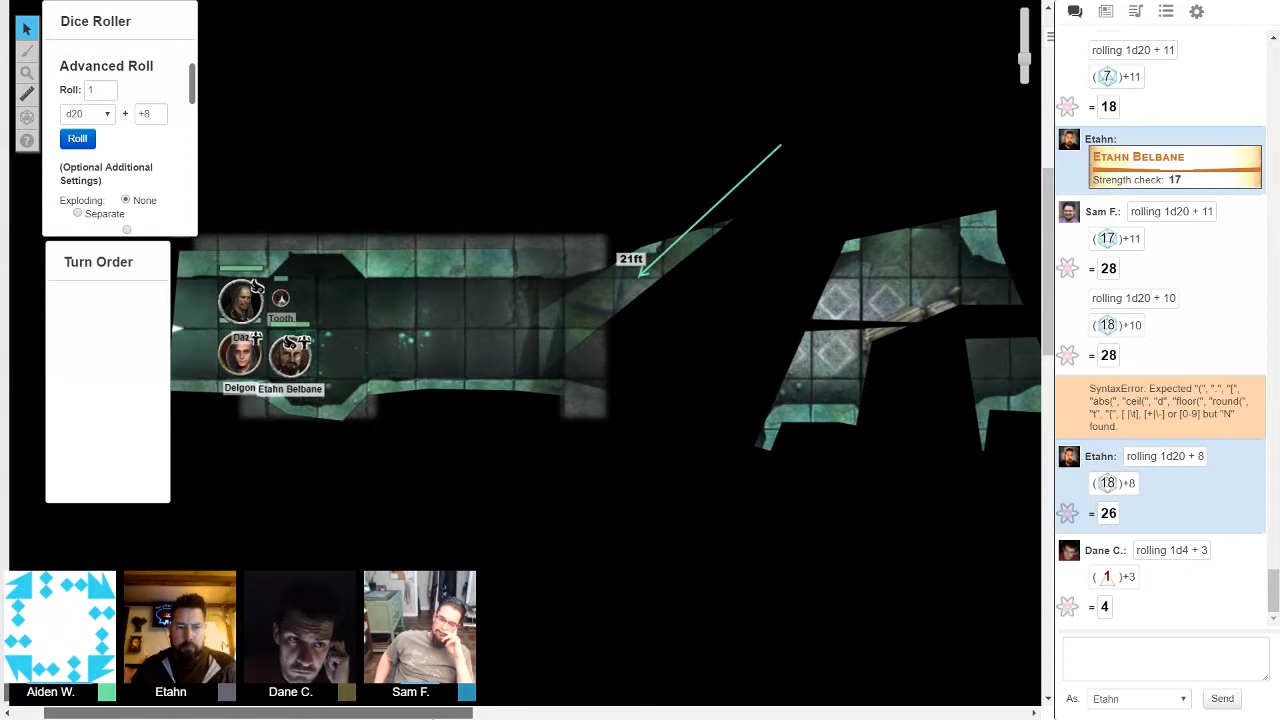 Dice Roller
Advanced Roll
Roll: 1
d20 + +8
Roll!
(Optional Additional
Settings)
Exploding: None
Separate
Turn Order
21ft
Tooth
Daz
Delgon
Etahn Belbane
Aiden W.
Etahn
Dane C.
Sam F.
rolling 1d20 + 11
(7)+11
= 18
Etahn:
Etahn Belbane
Strength check: 17
Sam F.: rolling 1d20 + 11
(17)+11
= 28
rolling 1d20 + 10
(18)+10
= 28
SyntaxError: Expected "(", ".", "[",
"abs(", "ceil(", "d", "floor(", "round(",
"t", "{", [ |\t], [+|\-] or [0-9] but "N"
found.
Etahn: rolling 1d20 + 8
(18)+8
= 26
Dane C.: rolling 1d4 + 3
(1)+3
= 4
As: Etahn
Send